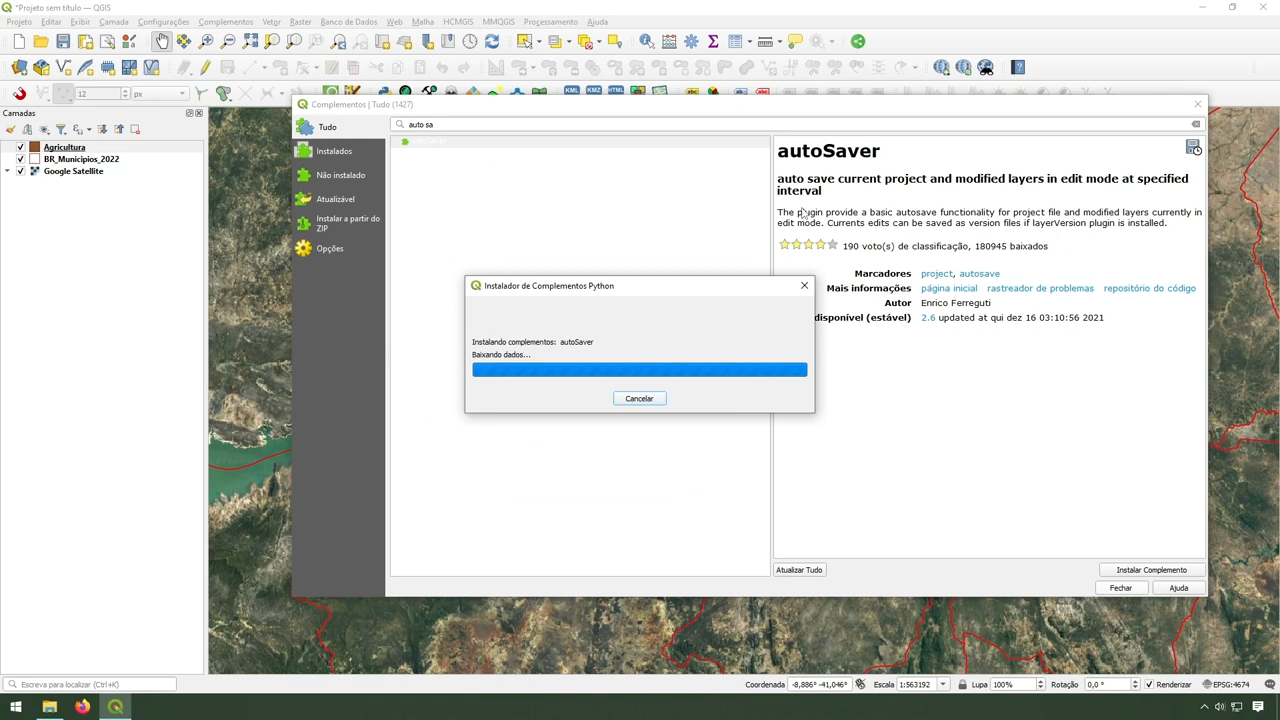 *Projeto sem título — QGIS
Projeto Editar Exibir Camada Configurações Complementos Vetor Raster Banco de Dados Web Malha HCMGIS MMQGIS Processamento Ajuda
12 px
KML KMZ HTML
Camadas
Agricultura
BR_Municipios_2022
Google Satellite
Complementos | Tudo (1427)
Tudo
Instalados
Não instalado
Atualizável
Instalar a partir do
ZIP
Opções
auto sa
autoSaver
autoSaver
auto save current project and modified layers in edit mode at specified
interval
The plugin provide a basic autosave functionality for project file and modified layers currently in
edit mode. Currents edits can be saved as version files if layerVersion plugin is installed.
190 voto(s) de classificação, 180945 baixados
Marcadores project, autosave
Mais informações página inicial rastreador de problemas repositório do código
Autor Enrico Ferreguti
disponível (estável) 2.6 updated at qui dez 16 03:10:56 2021
Instalador de Complementos Python
Instalando complementos: autoSaver
Baixando dados...
Cancelar
Atualizar Tudo
Instalar Complemento
Fechar
Ajuda
Escreva para localizar (Ctrl+K)
Coordenada -8,886° -41,046° Escala 1:563192 Lupa 100% Rotação 0,0 ° Renderizar EPSG:4674